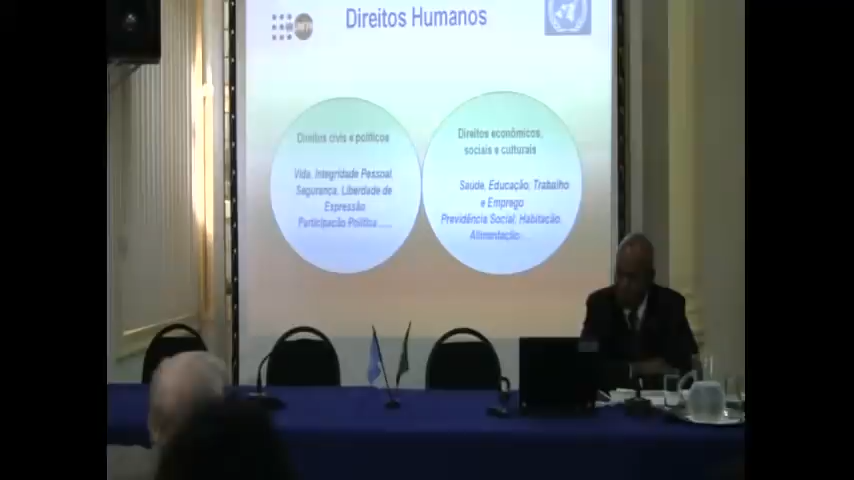 Direitos Humanos
Direitos civis e políticos
Vida, Integridade Pessoal,
Segurança, Liberdade de
Expressão
Participação Política .....
Direitos econômicos,
sociais e culturais
Saúde, Educação, Trabalho
e Emprego
Previdência Social, Habitação,
Alimentação